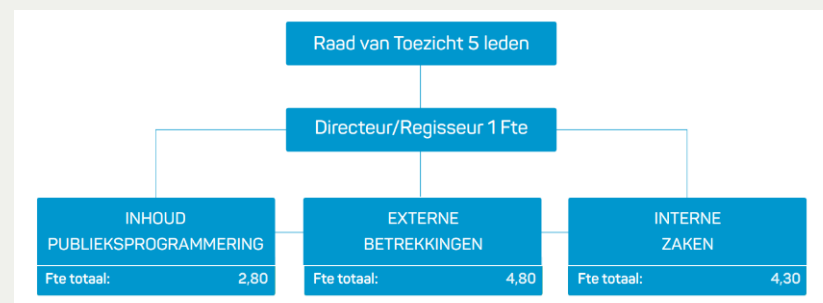 Raad van Toezicht 5 leden
Directeur/Regisseur 1 Fte
INHOUD
PUBLIEKSPROGRAMMERING
Fte totaal: 2,80
EXTERNE
BETREKKINGEN
Fte totaal: 4,80
INTERNE
ZAKEN
Fte totaal: 4,30